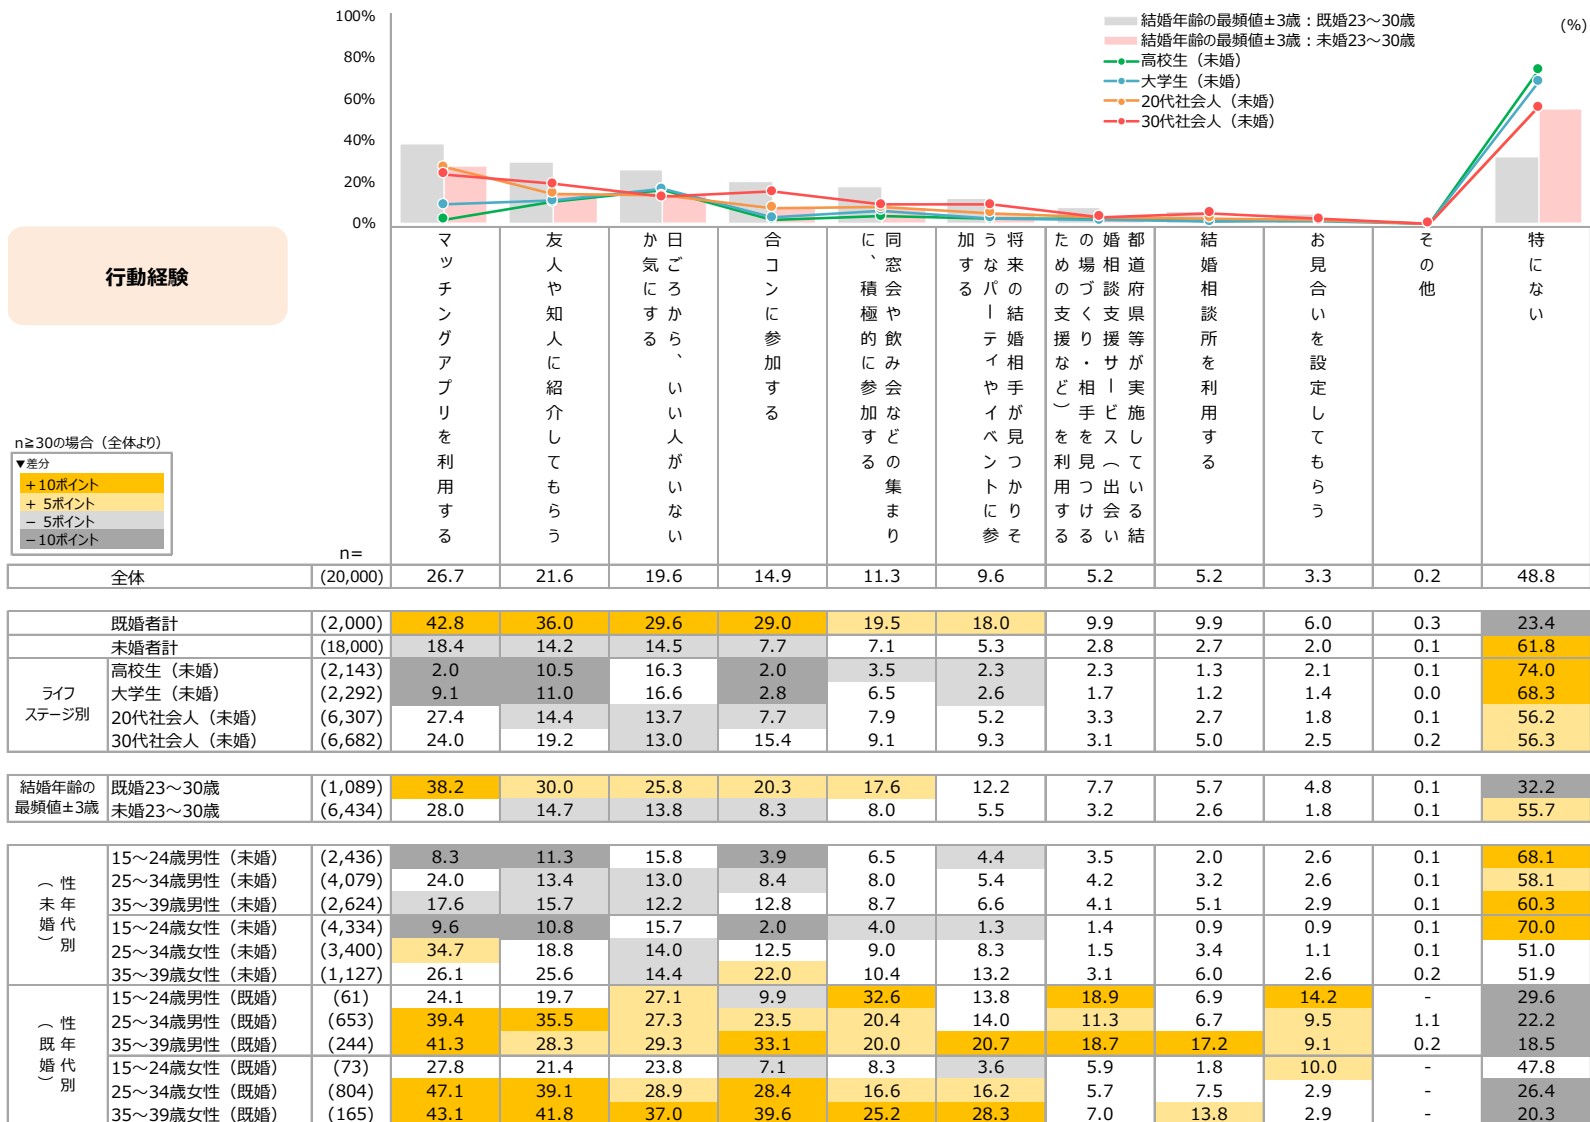 100%
80%
60%
40%
20%
0%
(%)
結婚年齢の最頻値±3歳：既婚23～30歳
結婚年齢の最頻値±3歳：未婚23～30歳
高校生（未婚）
大学生（未婚）
20代社会人（未婚）
30代社会人（未婚）
行動経験
マッチングアプリを利用する
友人や知人に紹介してもらう
日ごろから、いい人がいない
か気にする
合コンに参加する
同窓会や飲み会などの集まり
に、積極的に参加する
将来の結婚相手が見つかりそ
うなパーティやイベントに参
加する
都道府県等が実施している結
婚相談支援サービス（出会い
の場づくり・相手を見つける
ための支援など）を利用する
結婚相談所を利用する
お見合いを設定してもらう
その他
特にない
n≧30の場合（全体より）
▼差分
＋10ポイント
＋ 5ポイント
－ 5ポイント
－10ポイント
n=
全体 (20,000) 26.7 21.6 19.6 14.9 11.3 9.6 5.2 5.2 3.3 0.2 48.8
既婚者計 (2,000) 42.8 36.0 29.6 29.0 19.5 18.0 9.9 9.9 6.0 0.3 23.4
未婚者計 (18,000) 18.4 14.2 14.5 7.7 7.1 5.3 2.8 2.7 2.0 0.1 61.8
ライフ
ステージ別
高校生（未婚） (2,143) 2.0 10.5 16.3 2.0 3.5 2.3 2.3 1.3 2.1 0.1 74.0
大学生（未婚） (2,292) 9.1 11.0 16.6 2.8 6.5 2.6 1.7 1.2 1.4 0.0 68.3
20代社会人（未婚） (6,307) 27.4 14.4 13.7 7.7 7.9 5.2 3.3 2.7 1.8 0.1 56.2
30代社会人（未婚） (6,682) 24.0 19.2 13.0 15.4 9.1 9.3 3.1 5.0 2.5 0.2 56.3
結婚年齢の
最頻値±3歳
既婚23～30歳 (1,089) 38.2 30.0 25.8 20.3 17.6 12.2 7.7 5.7 4.8 0.1 32.2
未婚23～30歳 (6,434) 28.0 14.7 13.8 8.3 8.0 5.5 3.2 2.6 1.8 0.1 55.7
性年代別
（未婚）
15～24歳男性（未婚） (2,436) 8.3 11.3 15.8 3.9 6.5 4.4 3.5 2.0 2.6 0.1 68.1
25～34歳男性（未婚） (4,079) 24.0 13.4 13.0 8.4 8.0 5.4 4.2 3.2 2.6 0.1 58.1
35～39歳男性（未婚） (2,624) 17.6 15.7 12.2 12.8 8.7 6.6 4.1 5.1 2.9 0.1 60.3
15～24歳女性（未婚） (4,334) 9.6 10.8 15.7 2.0 4.0 1.3 1.4 0.9 0.9 0.1 70.0
25～34歳女性（未婚） (3,400) 34.7 18.8 14.0 12.5 9.0 8.3 1.5 3.4 1.1 0.1 51.0
35～39歳女性（未婚） (1,127) 26.1 25.6 14.4 22.0 10.4 13.2 3.1 6.0 2.6 0.2 51.9
性年代別
（既婚）
15～24歳男性（既婚） (61) 24.1 19.7 27.1 9.9 32.6 13.8 18.9 6.9 14.2 - 29.6
25～34歳男性（既婚） (653) 39.4 35.5 27.3 23.5 20.4 14.0 11.3 6.7 9.5 1.1 22.2
35～39歳男性（既婚） (244) 41.3 28.3 29.3 33.1 20.0 20.7 18.7 17.2 9.1 0.2 18.5
15～24歳女性（既婚） (73) 27.8 21.4 23.8 7.1 8.3 3.6 5.9 1.8 10.0 - 47.8
25～34歳女性（既婚） (804) 47.1 39.1 28.9 28.4 16.6 16.2 5.7 7.5 2.9 - 26.4
35～39歳女性（既婚） (165) 43.1 41.8 37.0 39.6 25.2 28.3 7.0 13.8 2.9 - 20.3